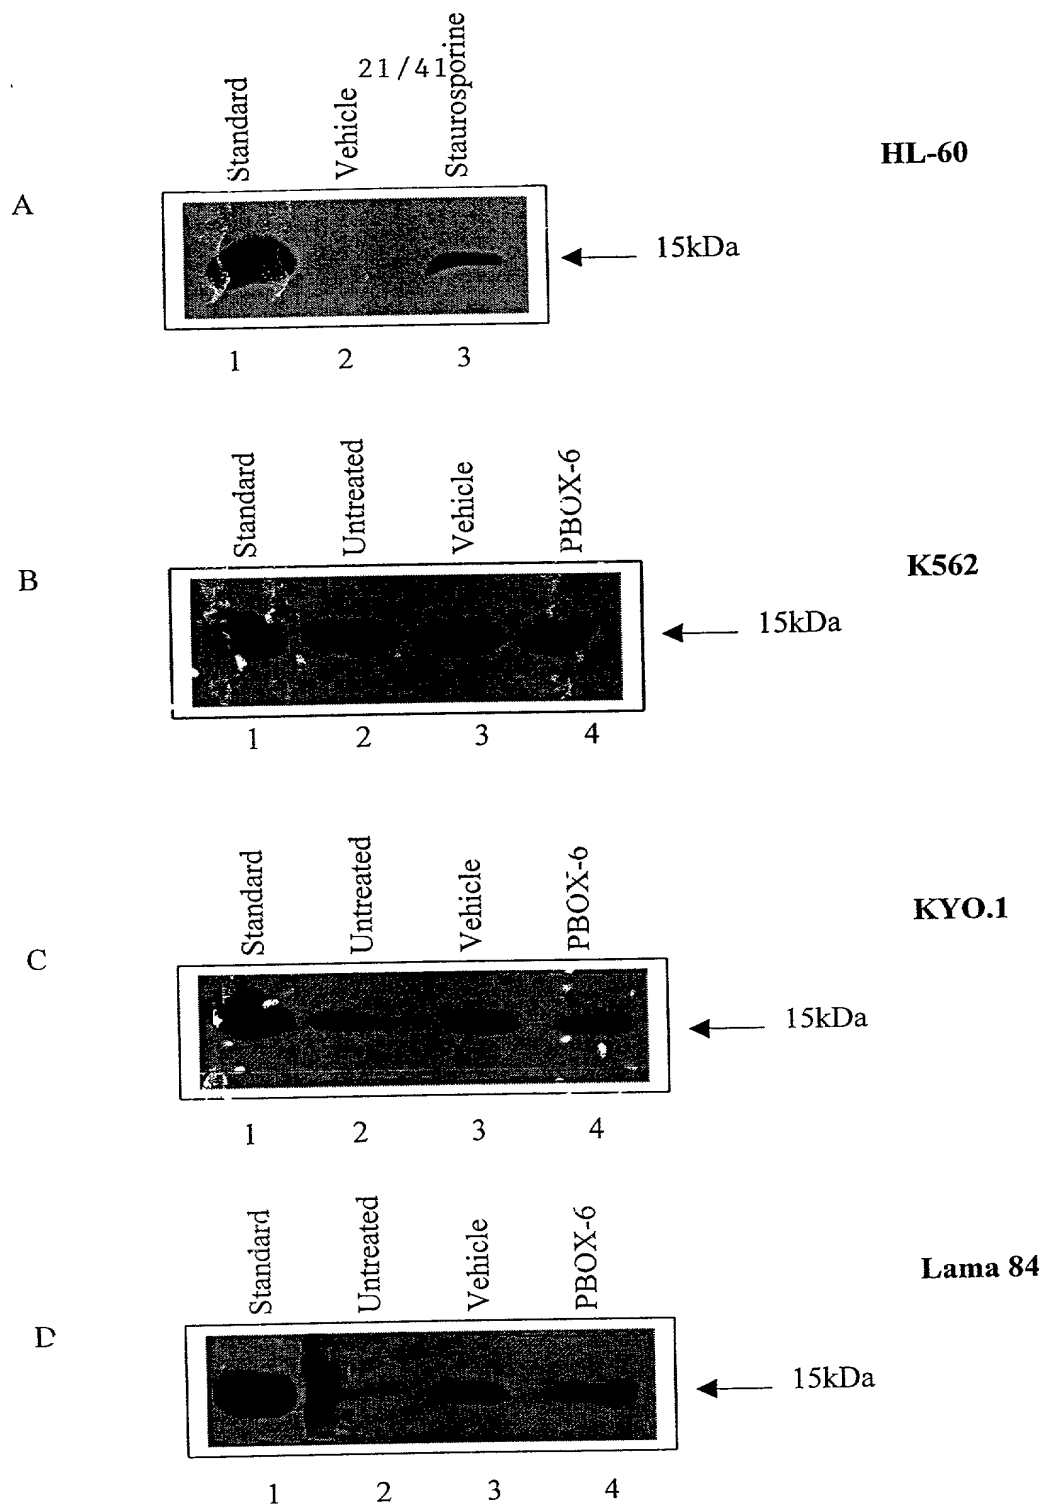 21/41
Standard
Vehicle
Staurosporine
HL-60
A
15kDa
1 2 3
Standard
Untreated
Vehicle
PBOX-6
K562
B
15kDa
1 2 3 4
Standard
Untreated
Vehicle
PBOX-6
KYO.1
C
15kDa
1 2 3 4
Standard
Untreated
Vehicle
PBOX-6
Lama 84
D
15kDa
1 2 3 4